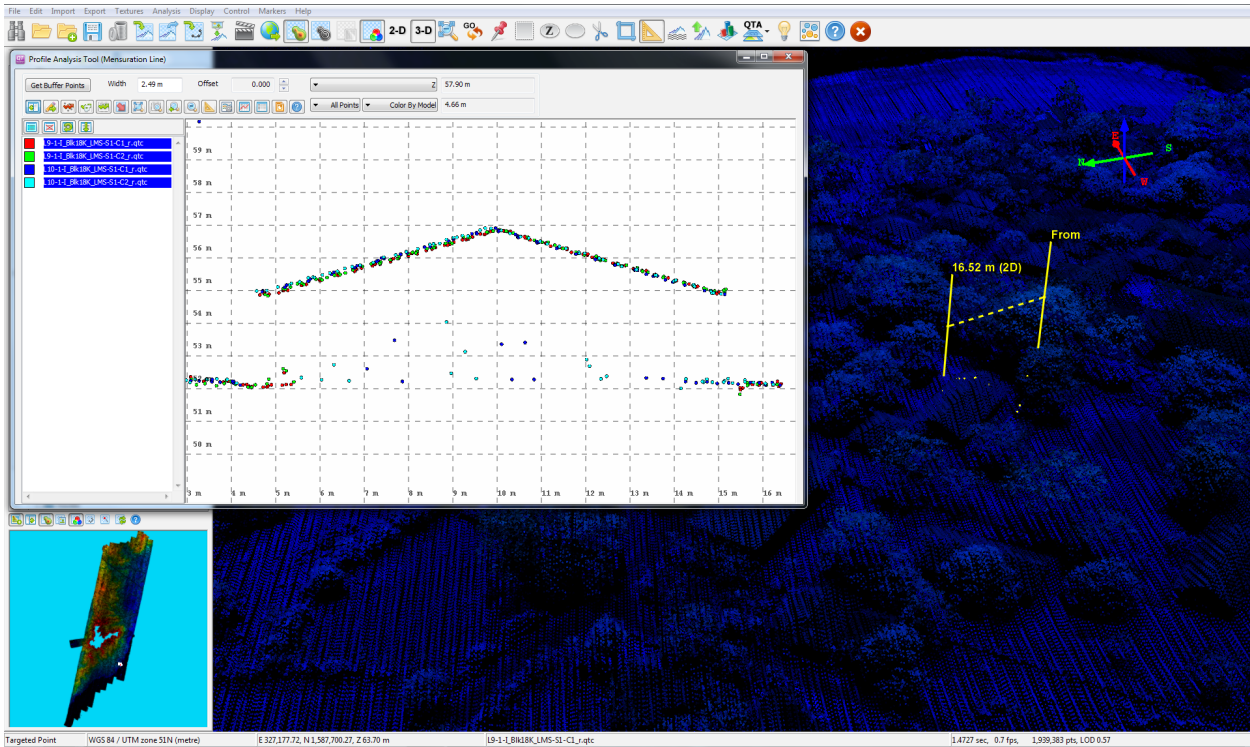 File Edit Import Export Textures Analysis Display Control Markers Help
2-D 3-D GO QTA
Z
Profile Analysis Tool (Mensuration Line)
Get Buffer Points Width 2.49 m Offset 0.000 Z 57.90 m
All Points Color By Model 4.66 m
L9-1-I_Blk18K_LMS-S1-C1_r.qtc
L9-1-I_Blk18K_LMS-S1-C2_r.qtc
L10-1-I_Blk18K_LMS-S1-C1_r.qtc
L10-1-I_Blk18K_LMS-S1-C2_r.qtc
59 m
58 m
57 m
56 m
55 m
54 m
53 m
52
51 m
50 m
3 m 4 m 5 m 6 m 7 m 8 m 9 m 10 m 11 m 12 m 13 m 14 m 15 m 16 m
E
S
N
W
From
16.52 m (2D)
Targeted Point WGS 84 / UTM zone 51N (metre) E 327,177.72, N 1,587,700.27, Z 63.70 m L9-1-I_Blk18K_LMS-S1-C1_r.qtc 1.4727 sec, 0.7 fps, 1,939,383 pts, LOD 0.57